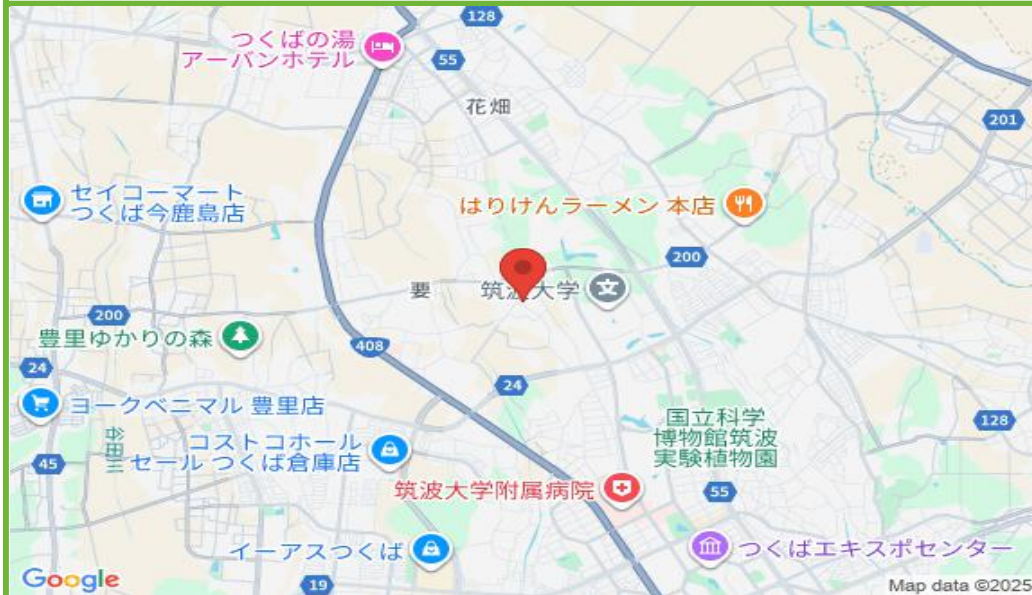 128
つくばの湯
アーバンホテル
55
花畑
201
セイコーマート
つくば今鹿島店
はりけんラーメン 本店
200
要
筑波大学
文
200
豊里ゆかりの森
408
24
24
ヨークベニマル 豊里店
国立科学
博物館筑波
実験植物園
128
谷田川
コストコホール
セール つくば倉庫店
45
筑波大学附属病院
55
イーアスつくば
つくばエキスポセンター
Google
19
Map data ©2025